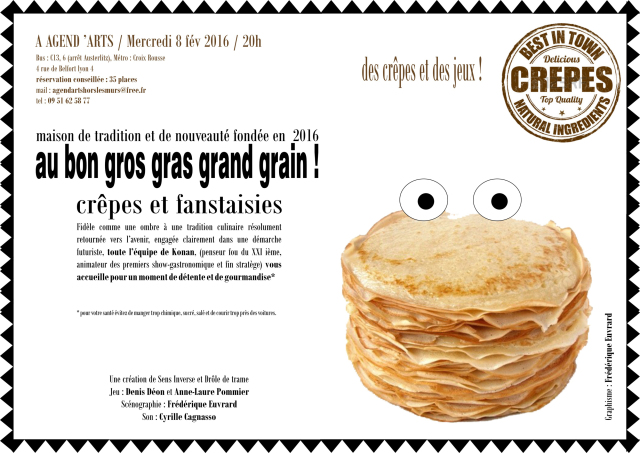 A AGEND 'ARTS / Mercredi 8 fév 2016 / 20h
Bus : C13, 6 (arrêt Austerlitz), Métro : Croix Rousse
4 rue de Belfort Lyon 4
réservation conseillée : 35 places
mail : agendartshorslesmurs@free.fr
tel : 09 51 62 58 77
des crêpes et des jeux !
BEST IN TOWN
Delicious
CREPES
Top Quality
NATURAL INGREDIENTS
maison de tradition et de nouveauté fondée en 2016
au bon gros gras grand grain !
crêpes et fanstaisies
Fidèle comme une ombre à une tradition culinaire résolument
retournée vers l'avenir, engagée clairement dans une démarche
futuriste, toute l'équipe de Konan, (penseur fou du XXI ième,
animateur des premiers show-gastronomique et fin stratège) vous
accueille pour un moment de détente et de gourmandise*
* pour votre santé évitez de manger trop chimique, sucré, salé et de courir trop près des voitures.
Une création de Sens Inverse et Drôle de trame
Jeu : Denis Déon et Anne-Laure Pommier
Scénographie : Frédérique Euvrard
Son : Cyrille Cagnasso
Graphisme : Frédérique Euvrard